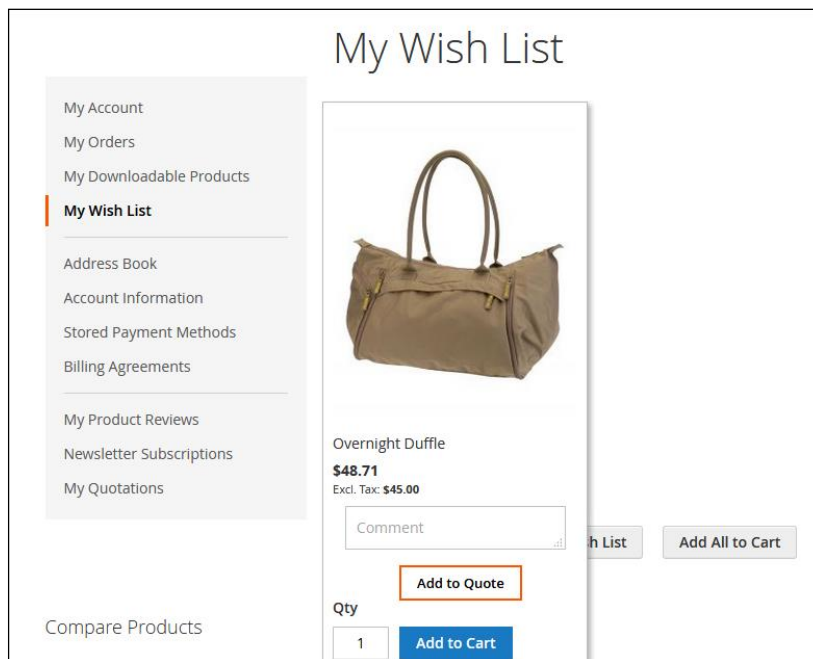 My Wish List
My Account
My Orders
My Downloadable Products
My Wish List
Address Book
Account Information
Stored Payment Methods
Billing Agreements
My Product Reviews
Newsletter Subscriptions
My Quotations
Compare Products
Overnight Duffle
$48.71
Excl. Tax: $45.00
Comment
Add to Quote
Qty
1
Add to Cart
List
Add All to Cart